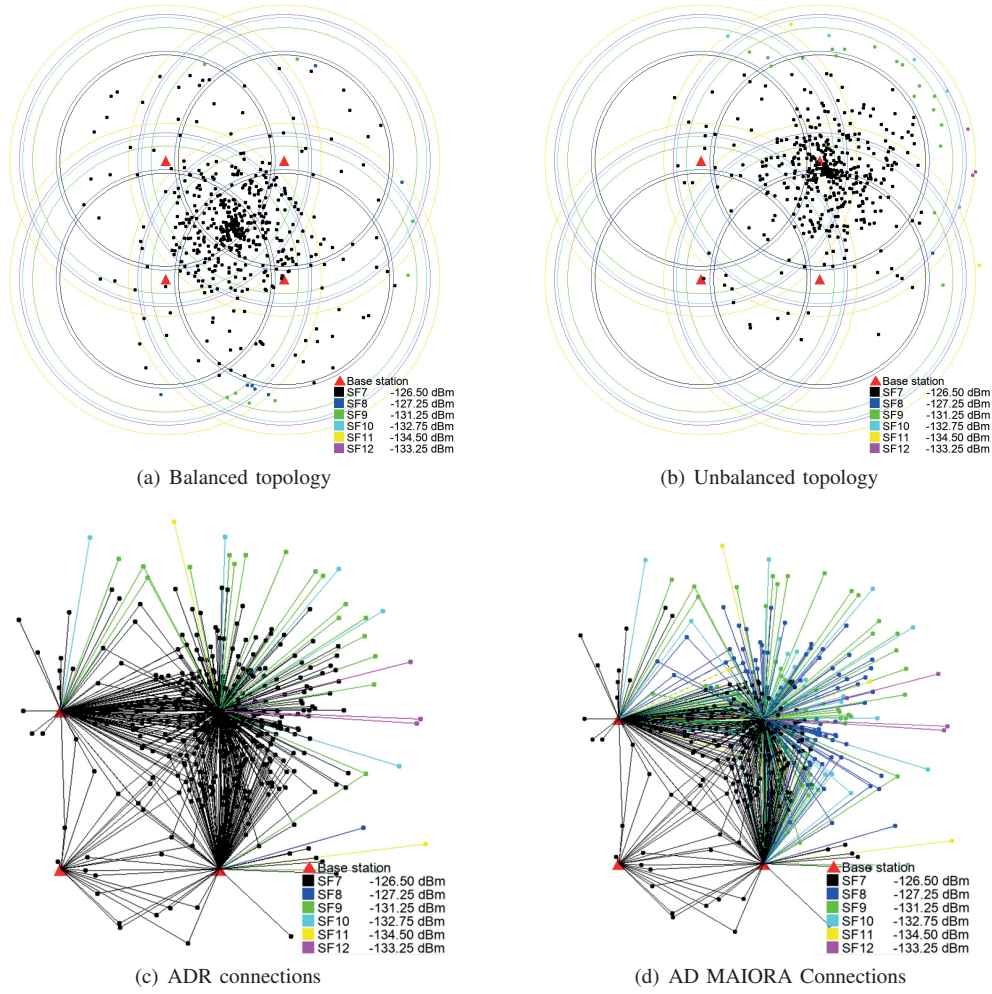 Base station
SF7 -126.50 dBm
SF8 -127.25 dBm
SF9 -131.25 dBm
SF10 -132.75 dBm
SF11 -134.50 dBm
SF12 -133.25 dBm
(a) Balanced topology
Base station
SF7 -126.50 dBm
SF8 -127.25 dBm
SF9 -131.25 dBm
SF10 -132.75 dBm
SF11 -134.50 dBm
SF12 -133.25 dBm
(b) Unbalanced topology
Base station
SF7 -126.50 dBm
SF8 -127.25 dBm
SF9 -131.25 dBm
SF10 -132.75 dBm
SF11 -134.50 dBm
SF12 -133.25 dBm
(c) ADR connections
Base station
SF7 -126.50 dBm
SF8 -127.25 dBm
SF9 -131.25 dBm
SF10 -132.75 dBm
SF11 -134.50 dBm
SF12 -133.25 dBm
(d) AD MAIORA Connections